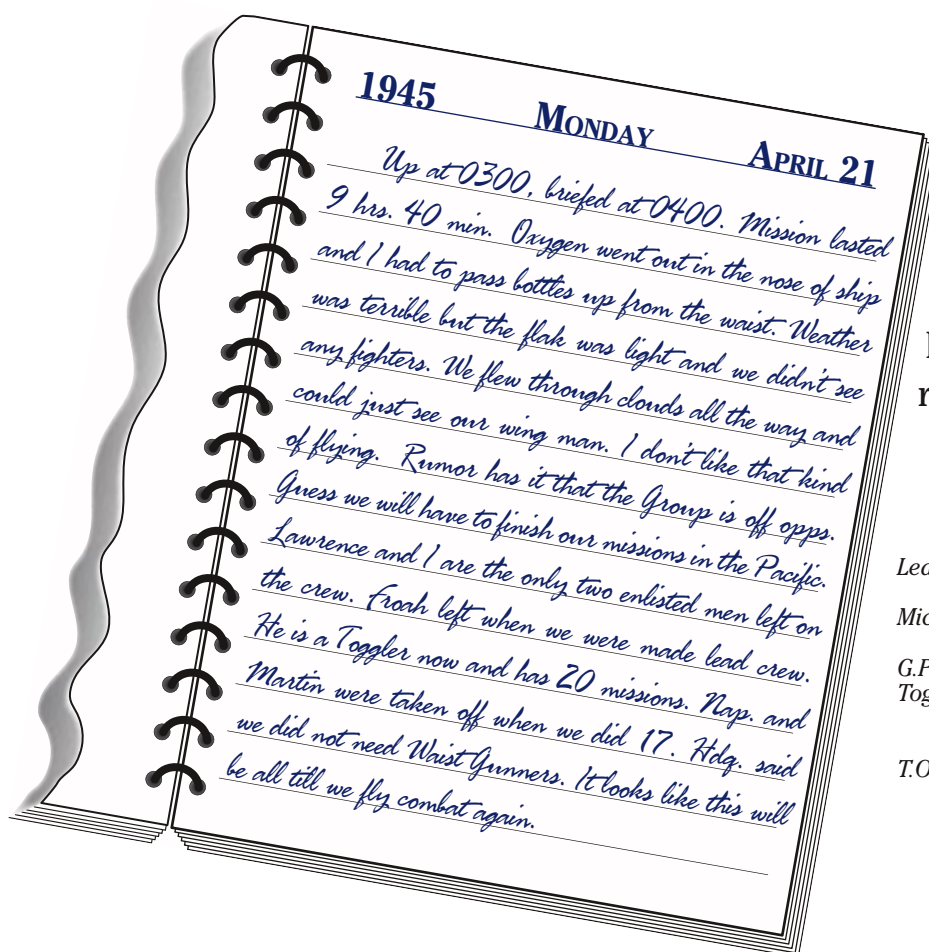 1945 MONDAY APRIL 21
Up at 0300, briefed at 0400. Mission lasted
9 hrs. 40 min. Oxygen went out in the nose of ship
and I had to pass bottles up from the waist. Weather
was terrible but the flak was light and we didn't see
any fighters. We flew through clouds all the way and
could just see our wing man. I don't like that kind
of flying. Rumor has it that the Group is off opps.
Guess we will have to finish our missions in the Pacific.
Lawrence and I are the only two enlisted men left on
the crew. Froah left when we were made lead crew.
He is a Toggler now and has 20 missions. Nap. and
Martin were taken off when we did 17. Hdq. said
we did not need Waist Gunners. It looks like this will
be all till we fly combat again.
r
Lea
Mic
G.P
Tog
T.O